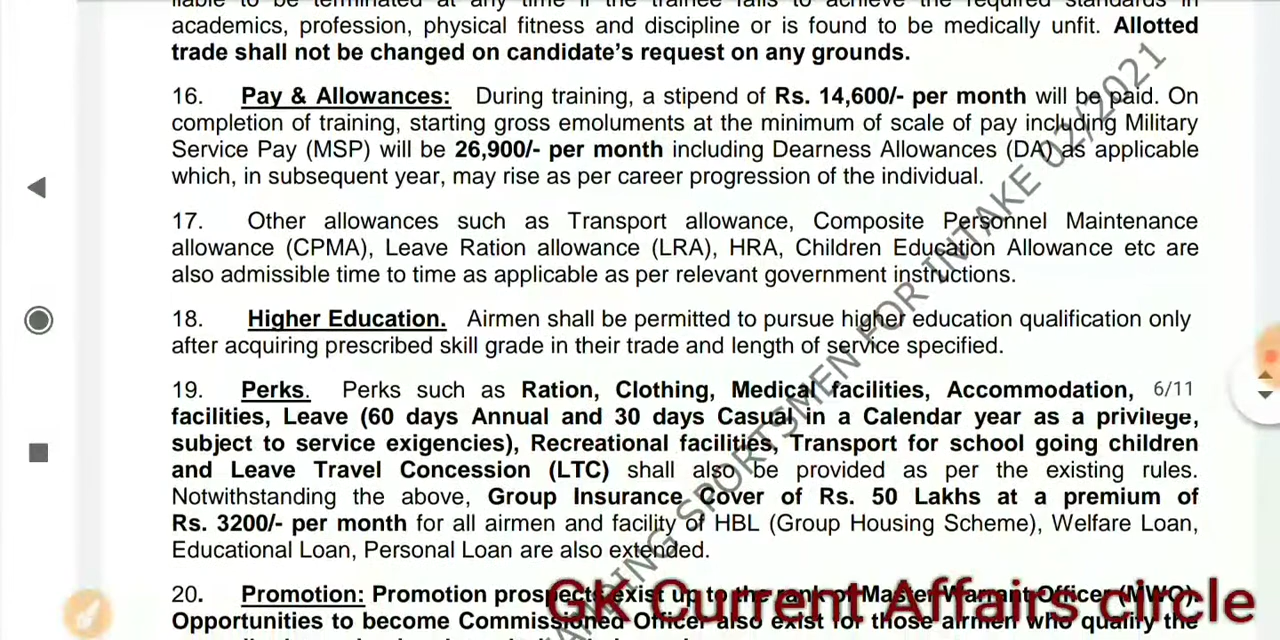 liable to be terminated at any time if the trainee fails to achieve the required standards in
academics, profession, physical fitness and discipline or is found to be medically unfit. Allotted
trade shall not be changed on candidate's request on any grounds.
16. Pay & Allowances: During training, a stipend of Rs. 14,600/- per month will be paid. On
completion of training, starting gross emoluments at the minimum of scale of pay including Military
Service Pay (MSP) will be 26,900/- per month including Dearness Allowances (DA) as applicable
which, in subsequent year, may rise as per career progression of the individual.
17. Other allowances such as Transport allowance, Composite Personnel Maintenance
allowance (CPMA), Leave Ration allowance (LRA), HRA, Children Education Allowance etc are
also admissible time to time as applicable as per relevant government instructions.
18. Higher Education. Airmen shall be permitted to pursue higher education qualification only
after acquiring prescribed skill grade in their trade and length of service specified.
19. Perks. Perks such as Ration, Clothing, Medical facilities, Accommodation, 6/11
facilities, Leave (60 days Annual and 30 days Casual in a Calendar year as a privilege,
subject to service exigencies), Recreational facilities, Transport for school going children
and Leave Travel Concession (LTC) shall also be provided as per the existing rules.
Notwithstanding the above, Group Insurance Cover of Rs. 50 Lakhs at a premium of
Rs. 3200/- per month for all airmen and facility of HBL (Group Housing Scheme), Welfare Loan,
Educational Loan, Personal Loan are also extended.
20. Promotion: Promotion prospects exist up to the rank of Master Warrant Officer (MWO).
Opportunities to become Commissioned Officer also exist for those airmen who qualify the
SPORTSMEN FOR INTAKE 02/2021
GK Current Affairs circle